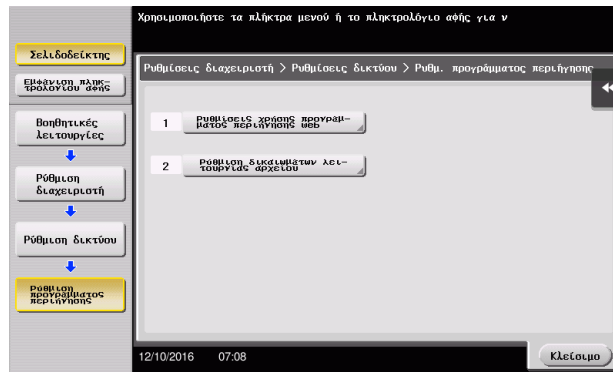 Χρησιμοποιήστε τα πλήκτρα μενού ή το πληκτρολόγιο αφής για ν
Σελιδοδείκτης
Εμφάνιση πληκ-
τρολογίου αφής
Βοηθητικές
λειτουργίες
Ρύθμιση
διαχειριστή
Ρύθμιση δικτύου
Ρύθμιση
προγράμματος
περιήγησης
Ρυθμίσεις διαχειριστή > Ρυθμίσεις δικτύου > Ρυθμ. προγράμματος περιήγησης
1 Ρυθμίσεις χρήσης προγράμ-
ματος περιήγησης web
2 Ρύθμιση δικαιωμάτων λει-
τουργίας αρχείου
12/10/2016 07:08
Κλείσιμο